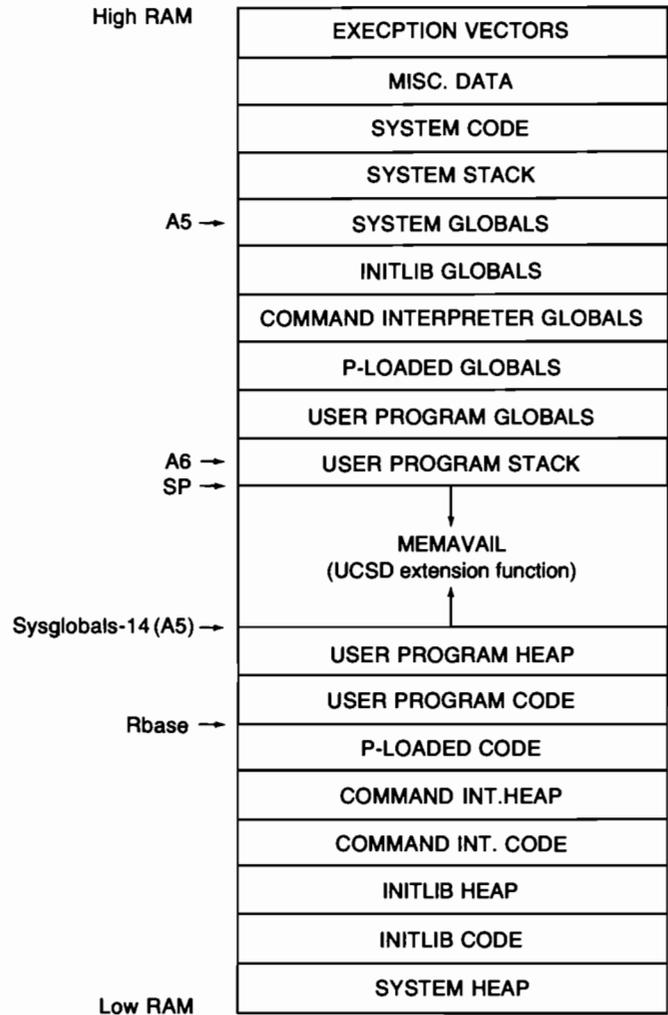 High RAM
EXECPTION VECTORS
MISC. DATA
SYSTEM CODE
SYSTEM STACK
A5 →
SYSTEM GLOBALS
INITLIB GLOBALS
COMMAND INTERPRETER GLOBALS
P-LOADED GLOBALS
USER PROGRAM GLOBALS
A6 →
USER PROGRAM STACK
SP →
MEMAVAIL
(UCSD extension function)
Sysglobals-14 (A5) →
USER PROGRAM HEAP
USER PROGRAM CODE
Rbase →
P-LOADED CODE
COMMAND INT.HEAP
COMMAND INT. CODE
INITLIB HEAP
INITLIB CODE
SYSTEM HEAP
Low RAM